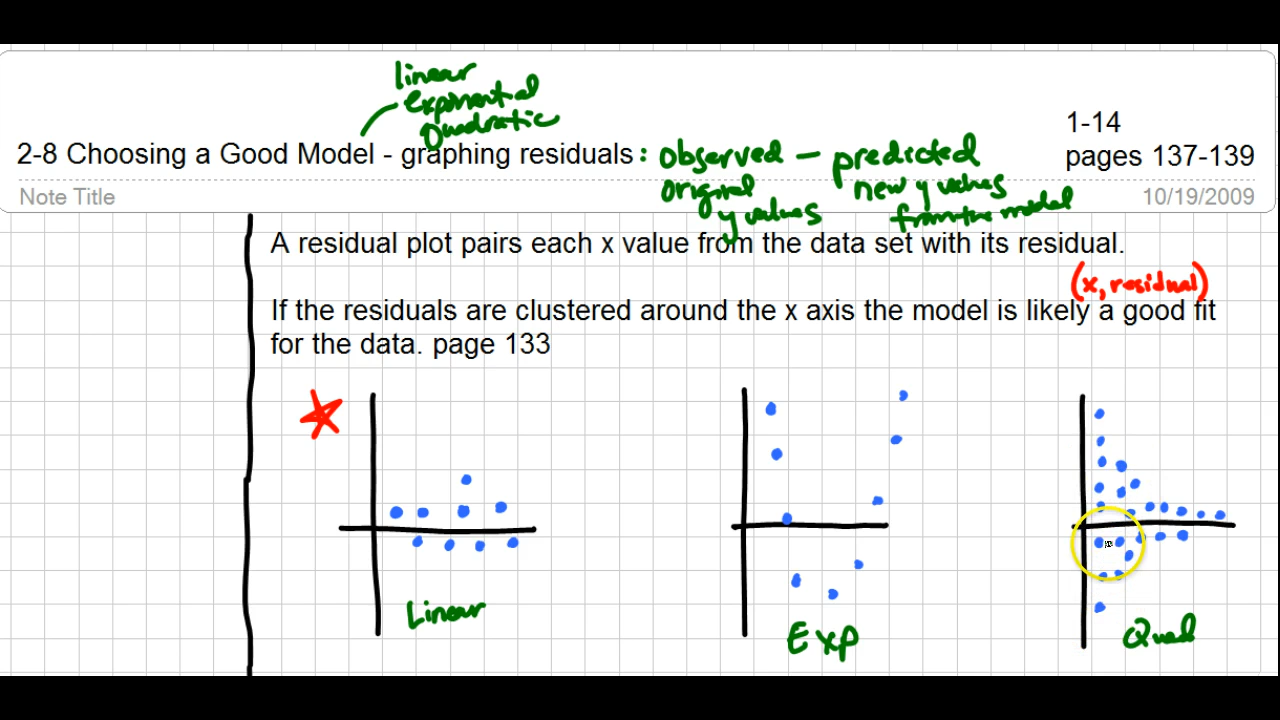 linear
exponential
Quadratic
1-14
2-8 Choosing a Good Model - graphing residuals: observed - predicted
pages 137-139
original
y values
new y values
from the model
Note Title
10/19/2009
A residual plot pairs each x value from the data set with its residual.
(x, residual)
If the residuals are clustered around the x axis the model is likely a good fit
for the data. page 133
Linear
Exp
Quad